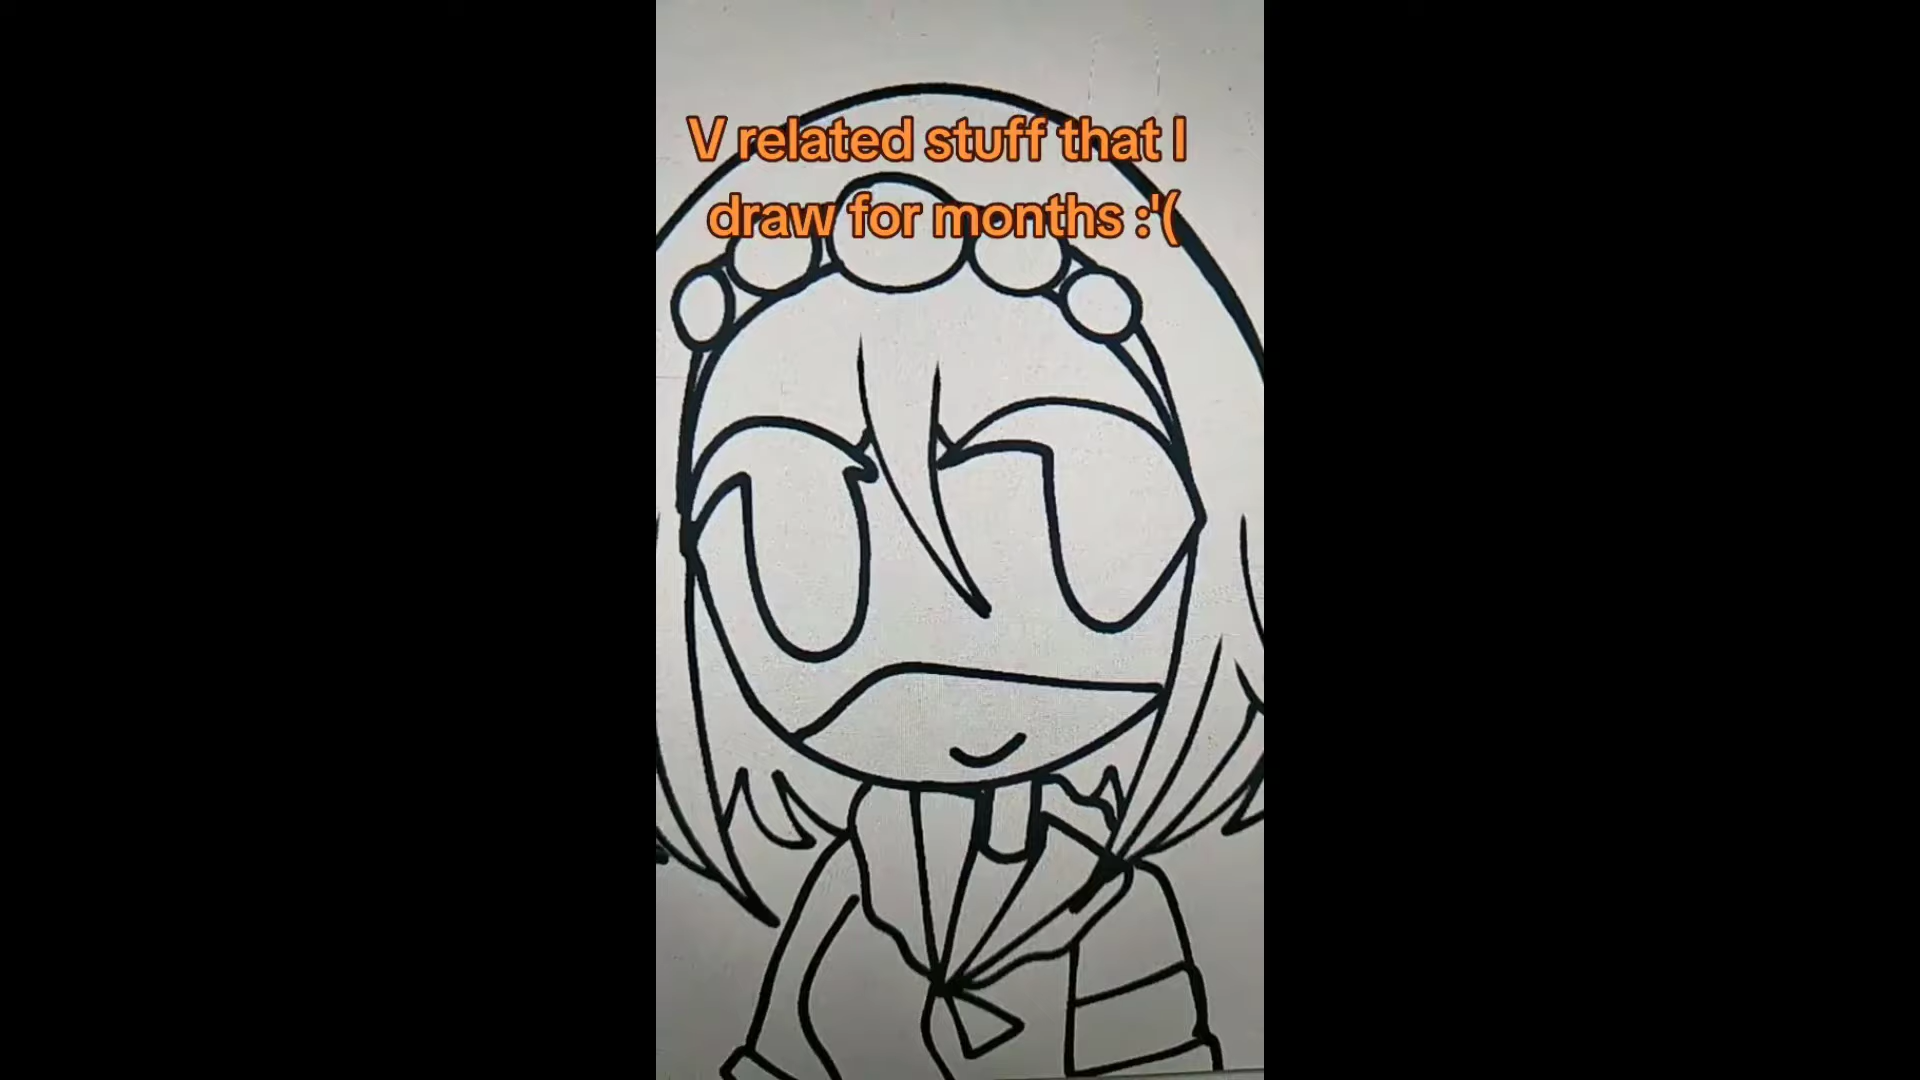 V related stuff that I
draw for months :'(